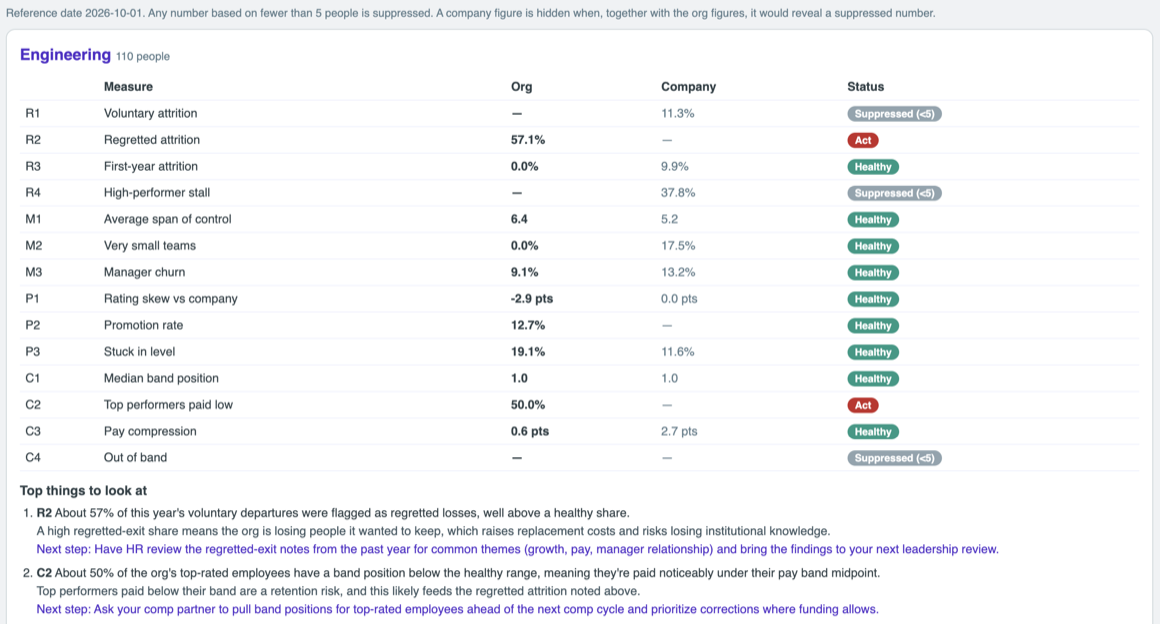 Reference date 2026-10-01. Any number based on fewer than 5 people is suppressed. A company figure is hidden when, together with the org figures, it would reveal a suppressed number.
Engineering 110 people
Measure Org Company Status
R1 Voluntary attrition — 11.3% Suppressed (<5)
R2 Regretted attrition 57.1% — Act
R3 First-year attrition 0.0% 9.9% Healthy
R4 High-performer stall — 37.8% Suppressed (<5)
M1 Average span of control 6.4 5.2 Healthy
M2 Very small teams 0.0% 17.5% Healthy
M3 Manager churn 9.1% 13.2% Healthy
P1 Rating skew vs company -2.9 pts 0.0 pts Healthy
P2 Promotion rate 12.7% — Healthy
P3 Stuck in level 19.1% 11.6% Healthy
C1 Median band position 1.0 1.0 Healthy
C2 Top performers paid low 50.0% — Act
C3 Pay compression 0.6 pts 2.7 pts Healthy
C4 Out of band — — Suppressed (<5)
Top things to look at
1. R2 About 57% of this year's voluntary departures were flagged as regretted losses, well above a healthy share.
A high regretted-exit share means the org is losing people it wanted to keep, which raises replacement costs and risks losing institutional knowledge.
Next step: Have HR review the regretted-exit notes from the past year for common themes (growth, pay, manager relationship) and bring the findings to your next leadership review.
2. C2 About 50% of the org's top-rated employees have a band position below the healthy range, meaning they're paid noticeably under their pay band midpoint.
Top performers paid below their band are a retention risk, and this likely feeds the regretted attrition noted above.
Next step: Ask your comp partner to pull band positions for top-rated employees ahead of the next comp cycle and prioritize corrections where funding allows.